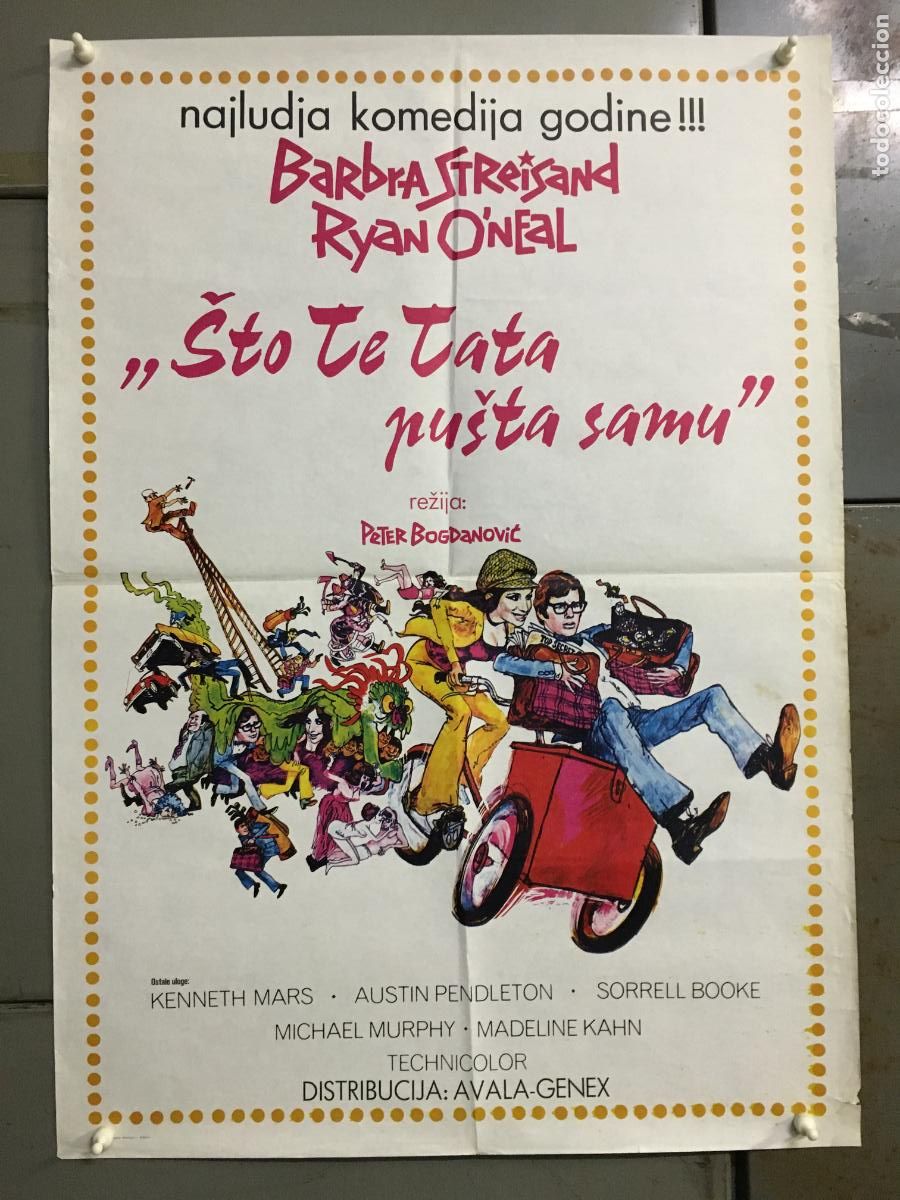 najludja komedija godine!!!
BarbrA STReiSand
Ryan O'NEAL
„Što Te Tata
pušta samu”
režija:
PeTER BOGDANOVIĆ
Ostale uloge:
KENNETH MARS · AUSTIN PENDLETON · SORRELL BOOKE
MICHAEL MURPHY · MADELINE KAHN
TECHNICOLOR
DISTRIBUCIJA: AVALA-GENEX
todocoleccion